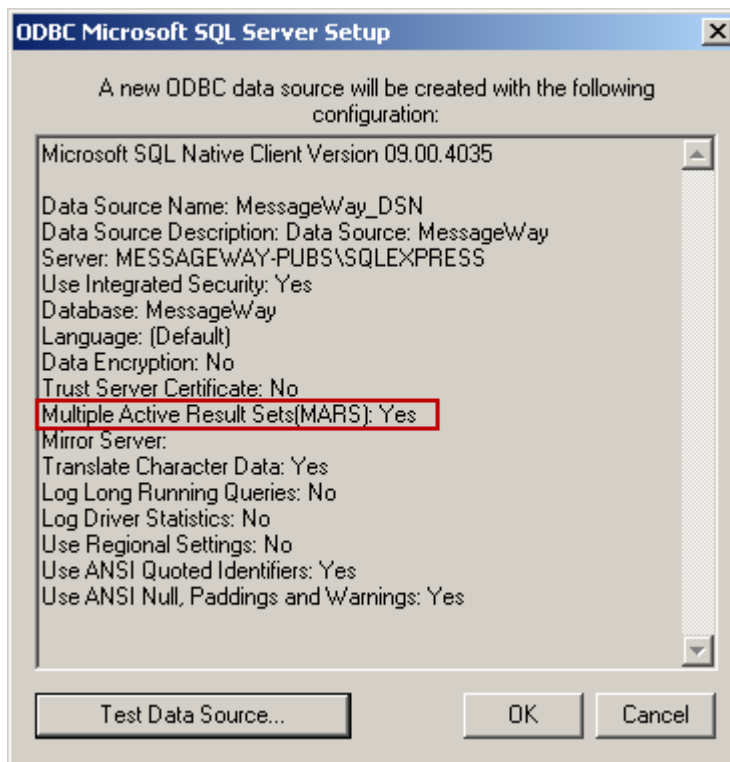 ODBC Microsoft SQL Server Setup
A new ODBC data source will be created with the following
configuration:
Microsoft SQL Native Client Version 09.00.4035
Data Source Name: MessageWay_DSN
Data Source Description: Data Source: MessageWay
Server: MESSAGEWAY-PUBS\SQLEXPRESS
Use Integrated Security: Yes
Database: MessageWay
Language: (Default)
Data Encryption: No
Trust Server Certificate: No
Multiple Active Result Sets(MARS): Yes
Mirror Server:
Translate Character Data: Yes
Log Long Running Queries: No
Log Driver Statistics: No
Use Regional Settings: No
Use ANSI Quoted Identifiers: Yes
Use ANSI Null, Paddings and Warnings: Yes
Test Data Source... OK Cancel